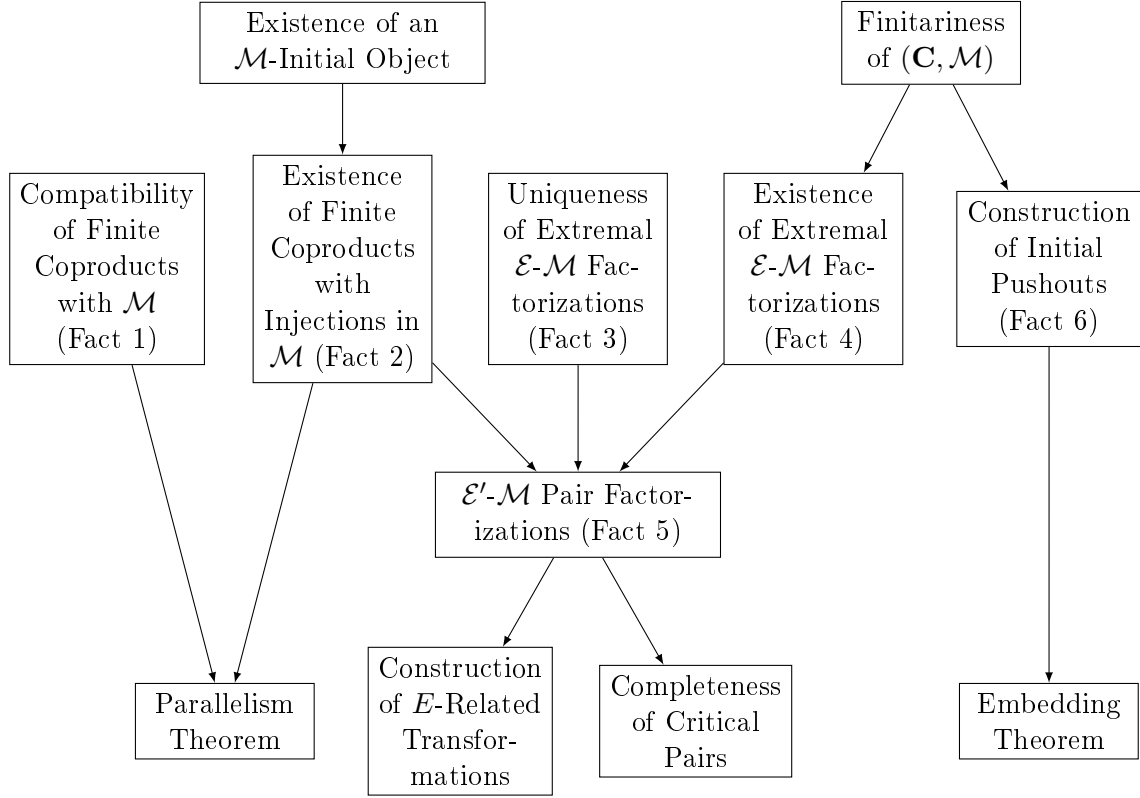 Existence of an
ℳ-Initial Object
Finitariness
of (𝐂, ℳ)
Compatibility
of Finite
Coproducts
with ℳ
(Fact 1)
Existence
of Finite
Coproducts
with
Injections in
ℳ (Fact 2)
Uniqueness
of Extremal
ℰ-ℳ Fac-
torizations
(Fact 3)
Existence
of Extremal
ℰ-ℳ Fac-
torizations
(Fact 4)
Construction
of Initial
Pushouts
(Fact 6)
ℰ′-ℳ Pair Factor-
izations (Fact 5)
Parallelism
Theorem
Construction
of E-Related
Transfor-
mations
Completeness
of Critical
Pairs
Embedding
Theorem